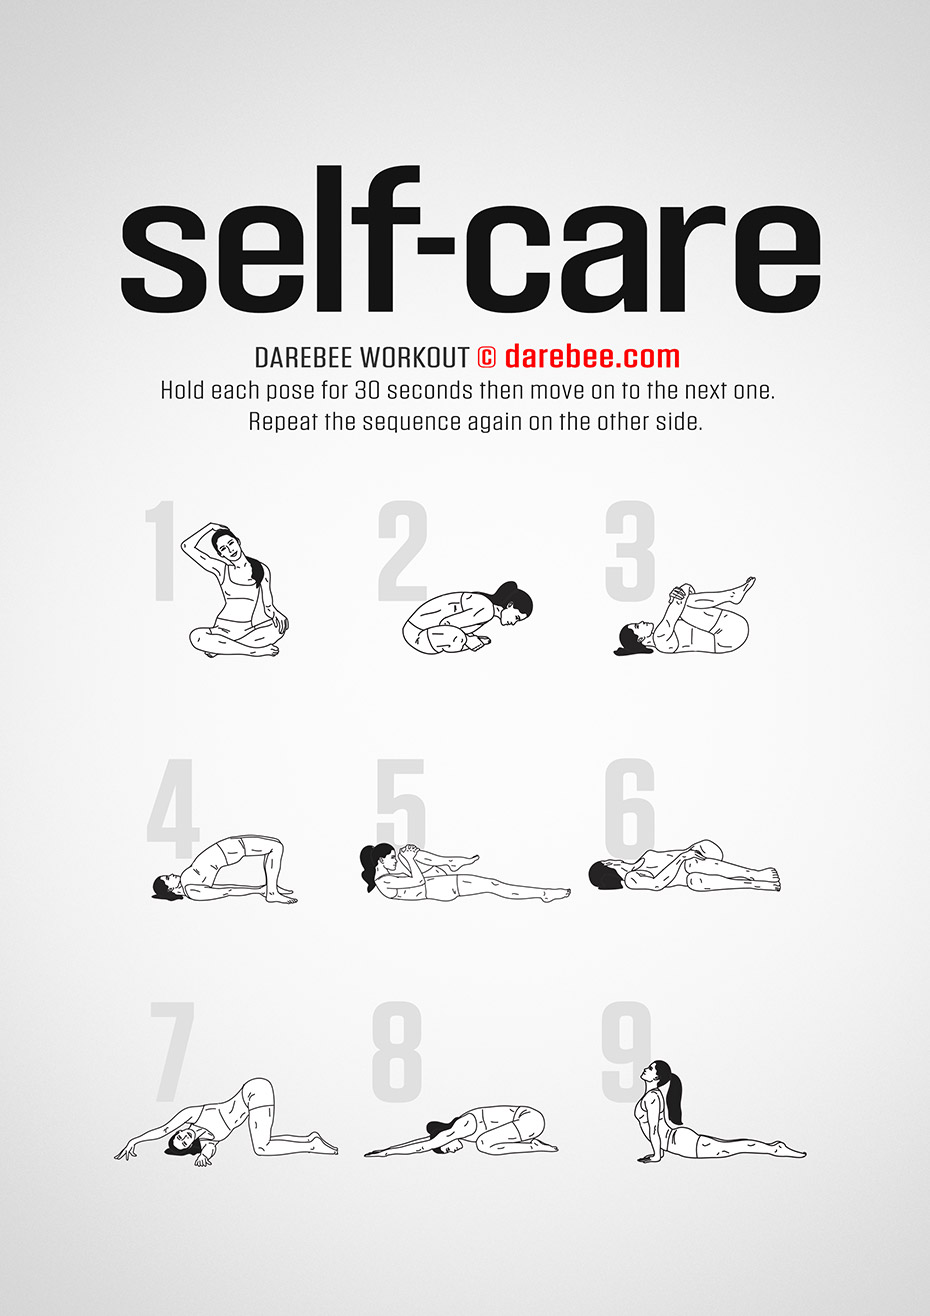 self-care
DAREBEE WORKOUT © darebee.com
Hold each pose for 30 seconds then move on to the next one.
Repeat the sequence again on the other side.
1 2 3
4 5 6
7 8 9